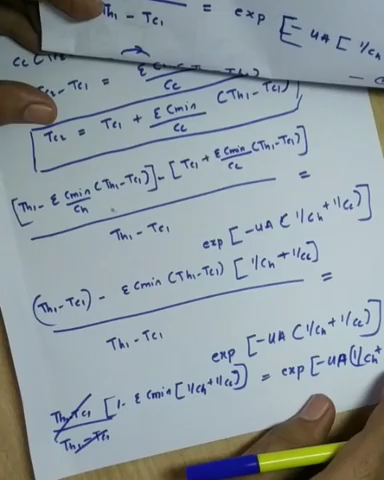 Th1 - Tc1 = exp [-UA [ 1/Ch
Tc2 - Tc1 =
Cc
Tc2 = Tc1 + ε Cmin/Cc (Th1 - Tc1)
[Th1 - ε Cmin/Ch (Th1 - Tc1)] - [Tc1 + ε Cmin/Cc (Th1 - Tc1)] =
Th1 - Tc1
exp [-UA (1/Ch + 1/Cc)]
(Th1 - Tc1) - ε Cmin (Th1 - Tc1) [1/Ch + 1/Cc] =
Th1 - Tc1
exp [-UA (1/Ch + 1/Cc)]
Th1 - Tc1 [1 - ε Cmin [1/Ch + 1/Cc]] = exp [-UA (1/Ch +
Th1 - Tc1